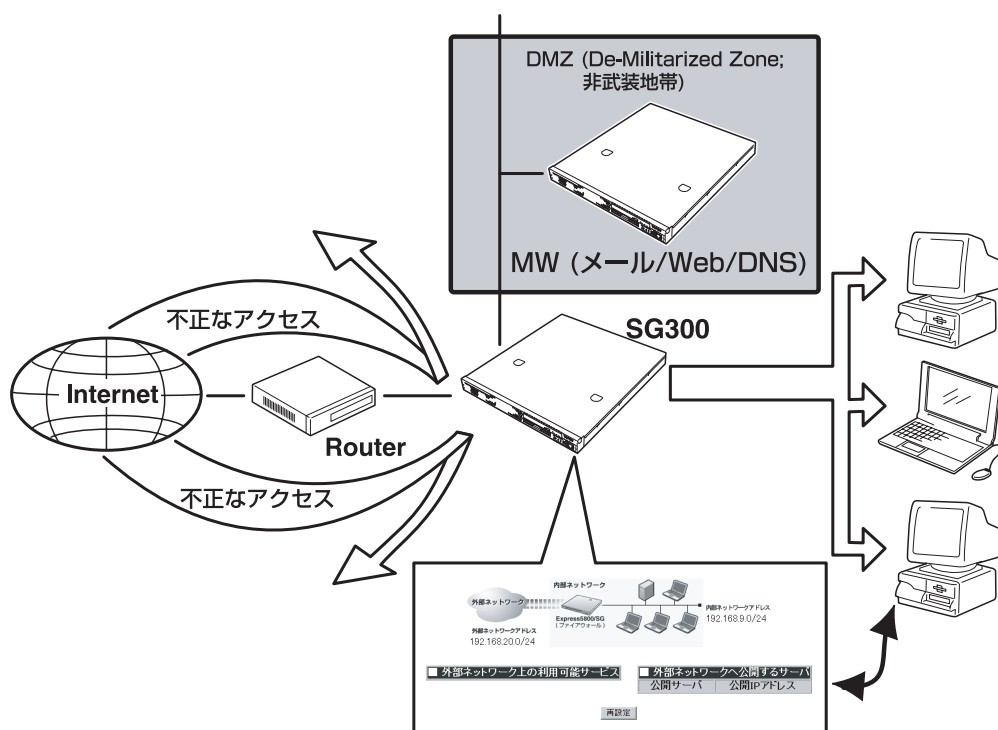 DMZ (De-Militarized Zone;
非武装地帯)
MW (メール/Web/DNS)
不正なアクセス
SG300
Internet
Router
不正なアクセス
内部ネットワーク
外部ネットワーク
Express5800/SG
(ファイアウォール)
内部ネットワークアドレス
192.168.9.0/24
外部ネットワークアドレス
192.168.20.0/24
■ 外部ネットワーク上の利用可能サービス
■ 外部ネットワークへ公開するサーバ
公開サーバ 公開IPアドレス
再設定